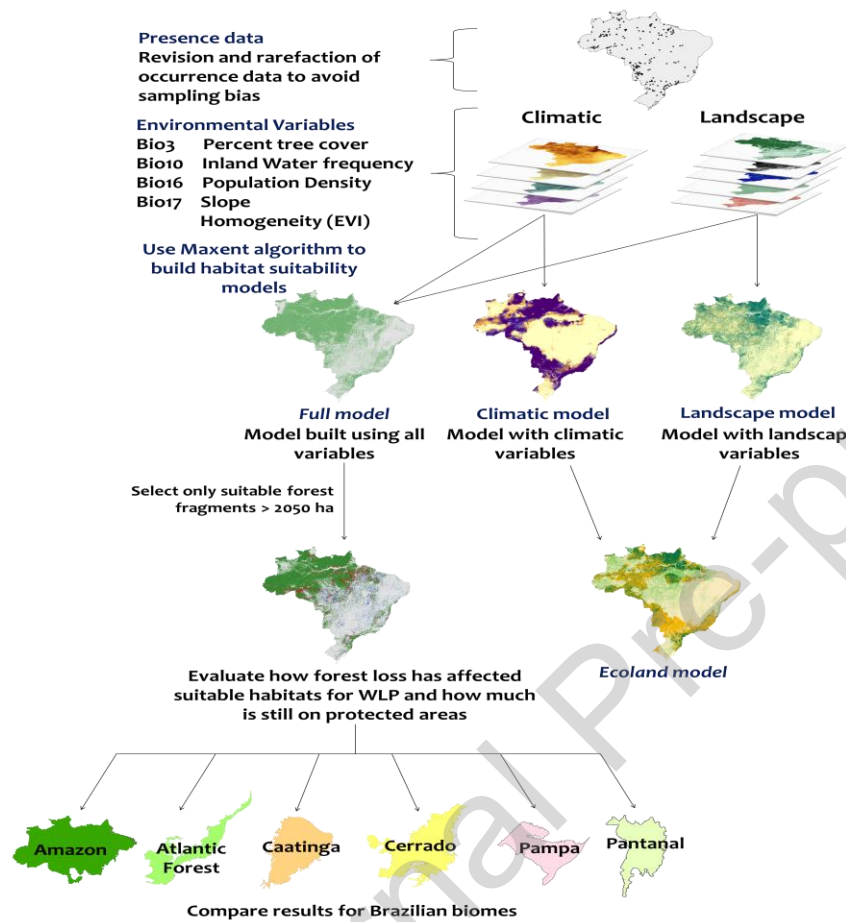 Presence data
Revision and rarefaction of
occurrence data to avoid
sampling bias
Environmental Variables
Bio3 Percent tree cover
Bio10 Inland Water frequency
Bio16 Population Density
Bio17 Slope
Homogeneity (EVI)
Climatic
Landscape
Use Maxent algorithm to
build habitat suitability
models
Full model
Model built using all
variables
Climatic model
Model with climatic
variables
Landscape model
Model with landscap
variables
Select only suitable forest
fragments > 2050 ha
Evaluate how forest loss has affected
suitable habitats for WLP and how much
is still on protected areas
Ecoland model
Amazon
Atlantic
Forest
Caatinga
Cerrado
Pampa
Pantanal
Compare results for Brazilian biomes
nal Pre-p